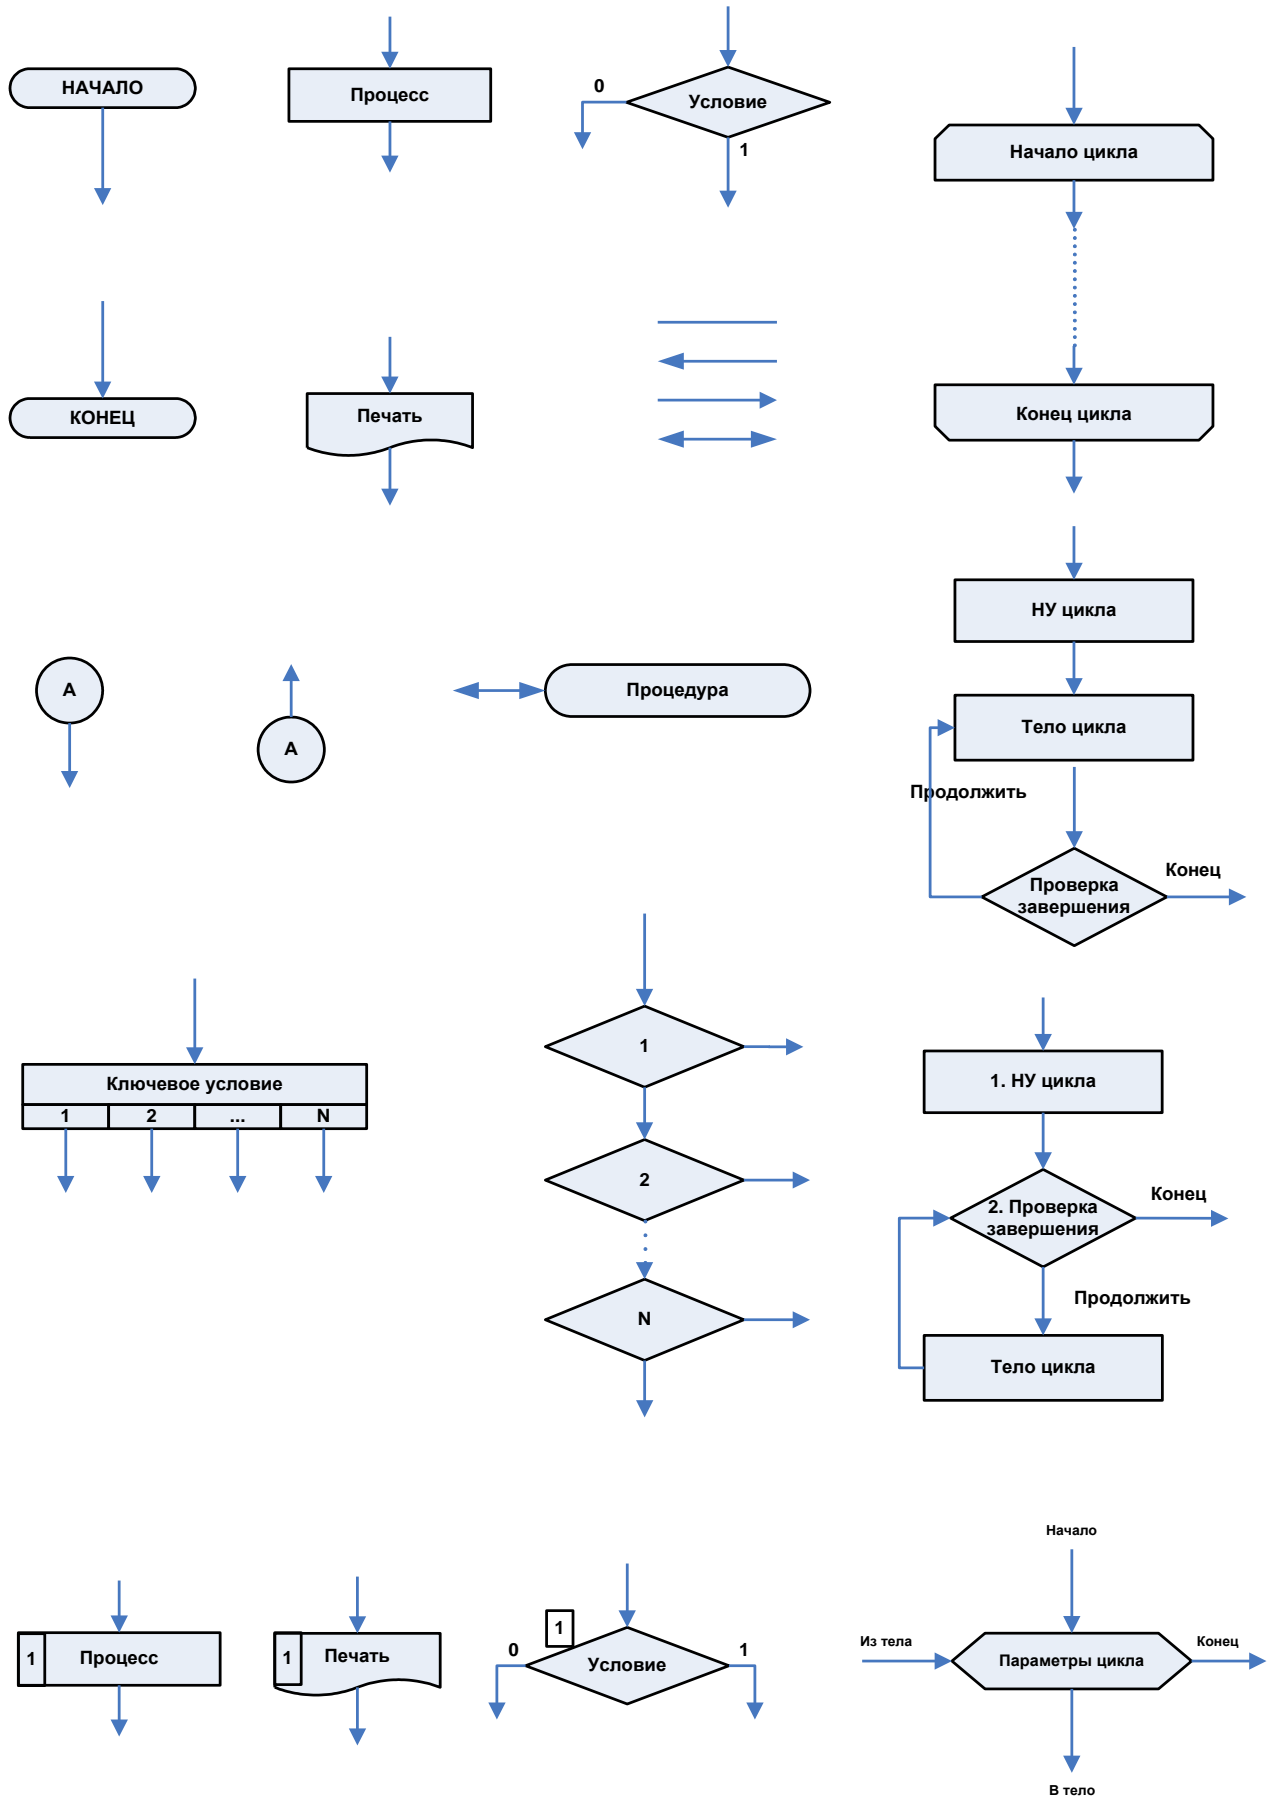 НАЧАЛО
Процесс
0
Условие
1
Начало цикла
КОНЕЦ
Печать
Конец цикла
НУ цикла
А
А
Процедура
Тело цикла
Продолжить
Проверка
завершения
Конец
Ключевое условие
1 2 ... N
1
2
N
1. НУ цикла
2. Проверка
завершения
Конец
Продолжить
Тело цикла
1 Процесс
1 Печать
1
0
Условие
1
Начало
Из тела
Параметры цикла
Конец
В тело